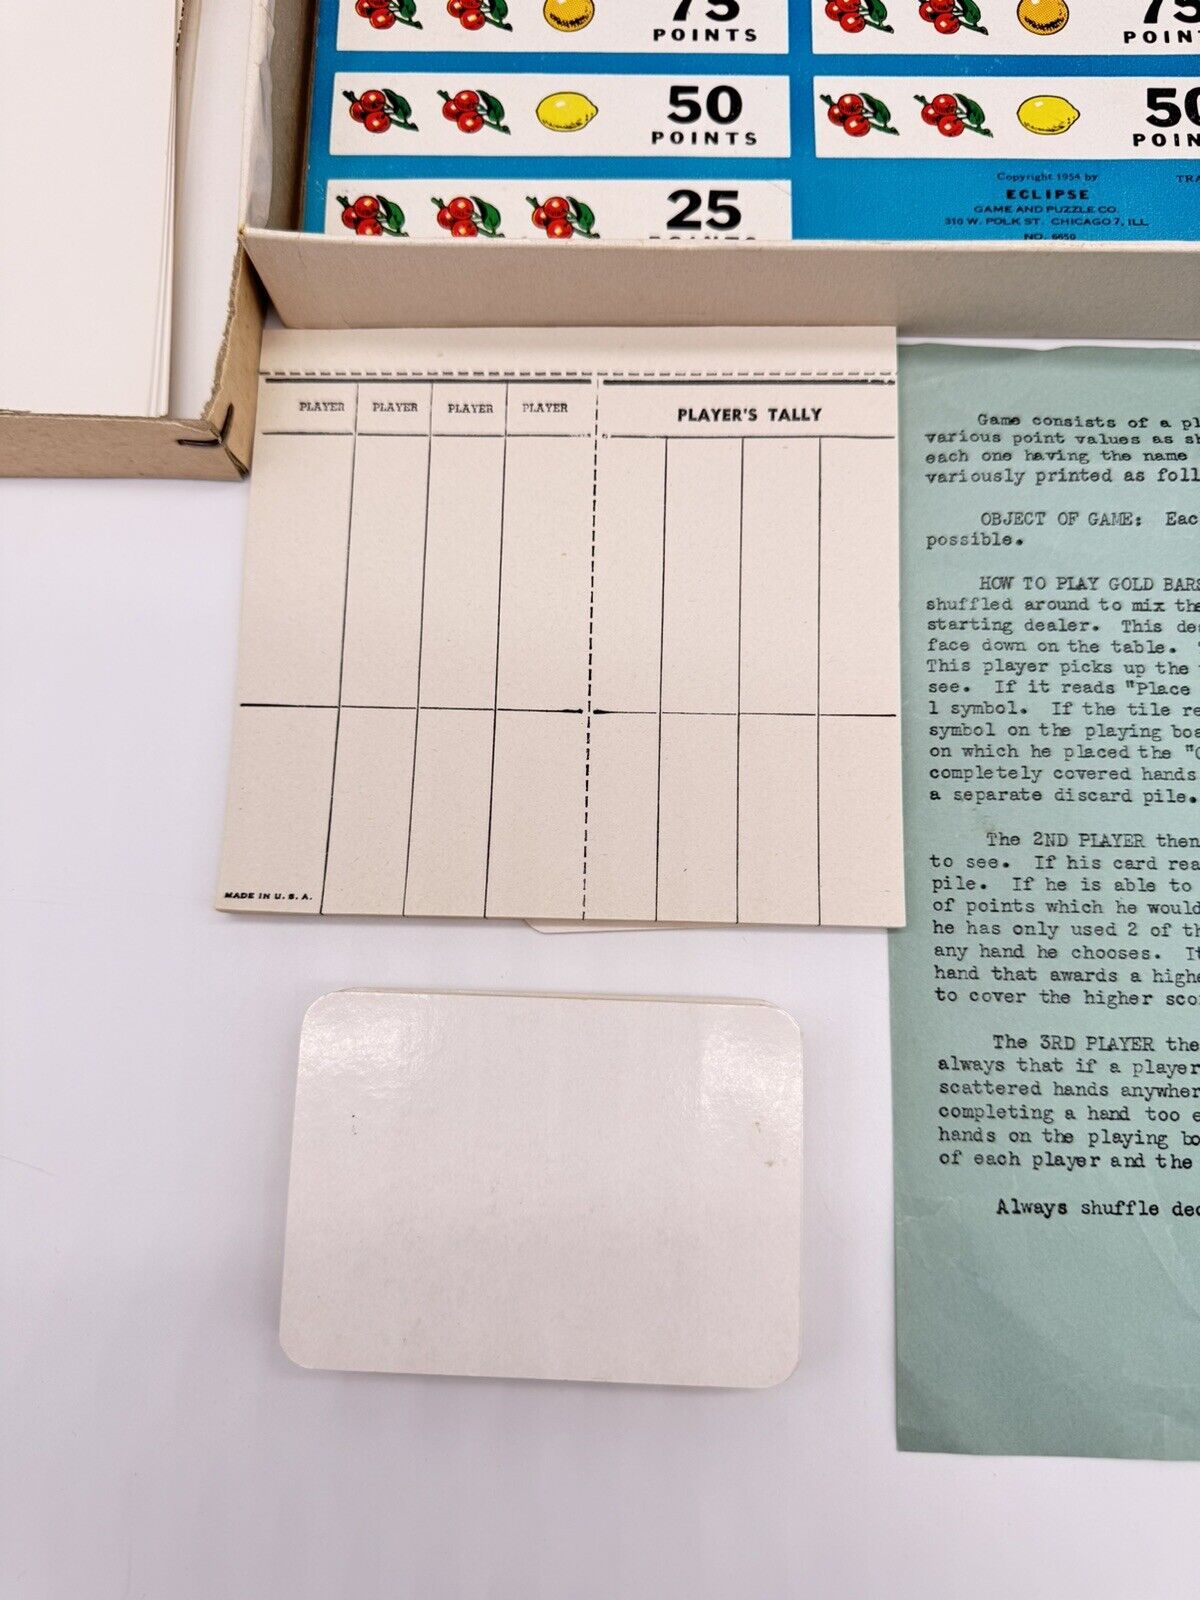 75
POINTS
75
POIN
50
POINTS
50
POIN
25
POINTS
Copyright 1954 by
ECLIPSE
GAME AND PUZZLE CO.
310 W. POLK ST. CHICAGO 7, ILL
NO. 6650
TRA
PLAYER PLAYER PLAYER PLAYER
PLAYER'S TALLY
MADE IN U. S. A.
Game consists of a pl
various point values as sh
each one having the name
variously printed as foll
OBJECT OF GAME: Eac
possible.
HOW TO PLAY GOLD BARS
shuffled around to mix the
starting dealer. This dea
face down on the table.
This player picks up the
see. If it reads "Place
1 symbol. If the tile re
symbol on the playing boa
on which he placed the "
completely covered hands
a separate discard pile.
The 2ND PLAYER then
to see. If his card rea
pile. If he is able to
of points which he would
he has only used 2 of th
any hand he chooses. It
hand that awards a highe
to cover the higher sco
The 3RD PLAYER the
always that if a player
scattered hands anywher
completing a hand too e
hands on the playing bo
of each player and the
Always shuffle dec